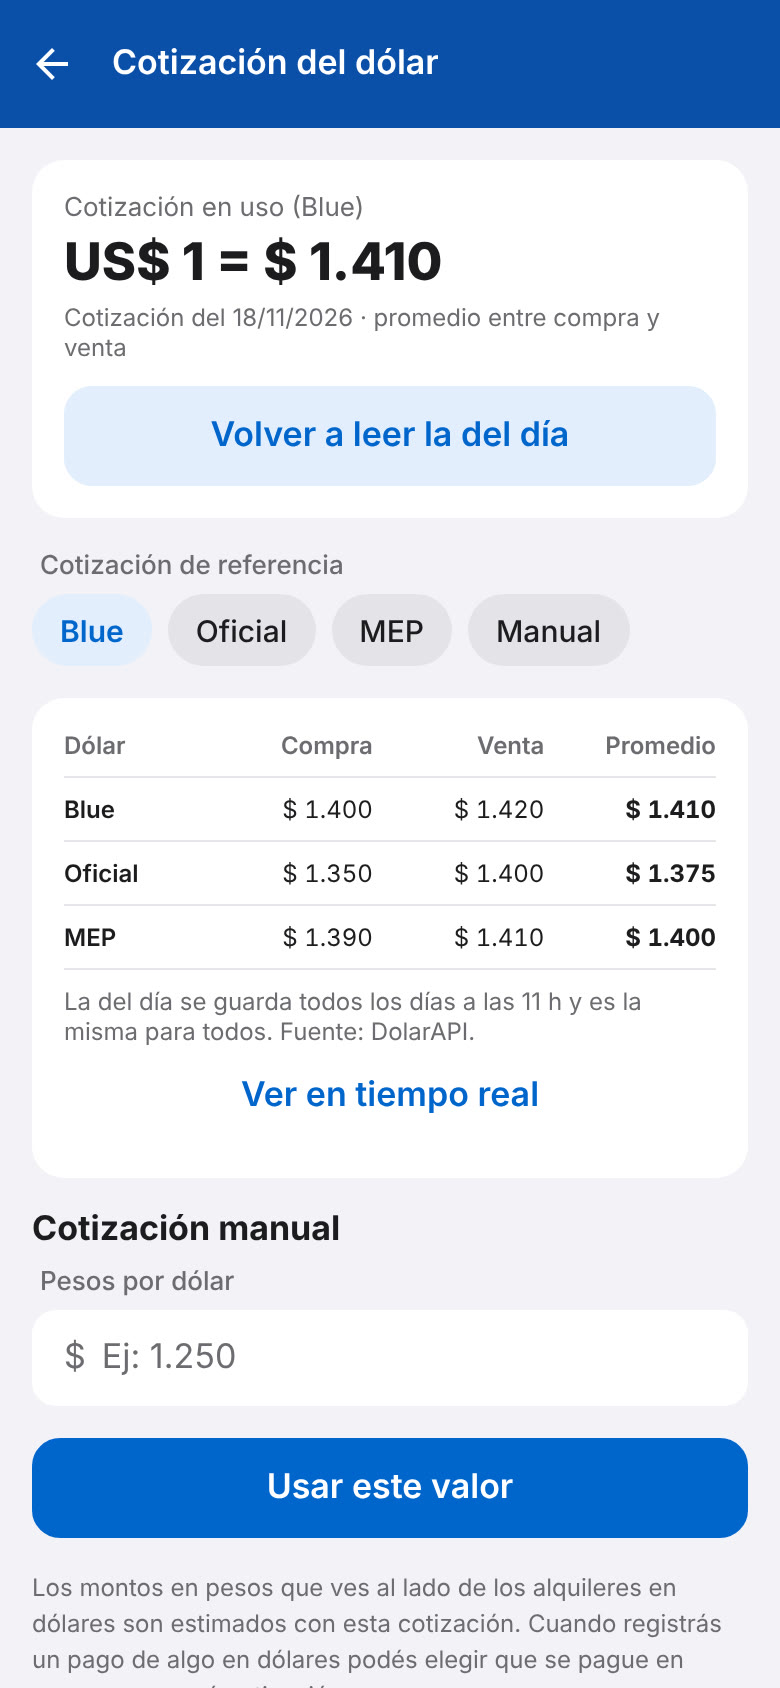 Cotización del dólar
Cotización en uso (Blue)
US$ 1 = $ 1.410
Cotización del 18/11/2026 · promedio entre compra y
venta
Volver a leer la del día
Cotización de referencia
Blue Oficial MEP Manual
Dólar Compra Venta Promedio
Blue $ 1.400 $ 1.420 $ 1.410
Oficial $ 1.350 $ 1.400 $ 1.375
MEP $ 1.390 $ 1.410 $ 1.400
La del día se guarda todos los días a las 11 h y es la
misma para todos. Fuente: DolarAPI.
Ver en tiempo real
Cotización manual
Pesos por dólar
$ Ej: 1.250
Usar este valor
Los montos en pesos que ves al lado de los alquileres en
dólares son estimados con esta cotización. Cuando registrás
un pago de algo en dólares podés elegir que se pague en